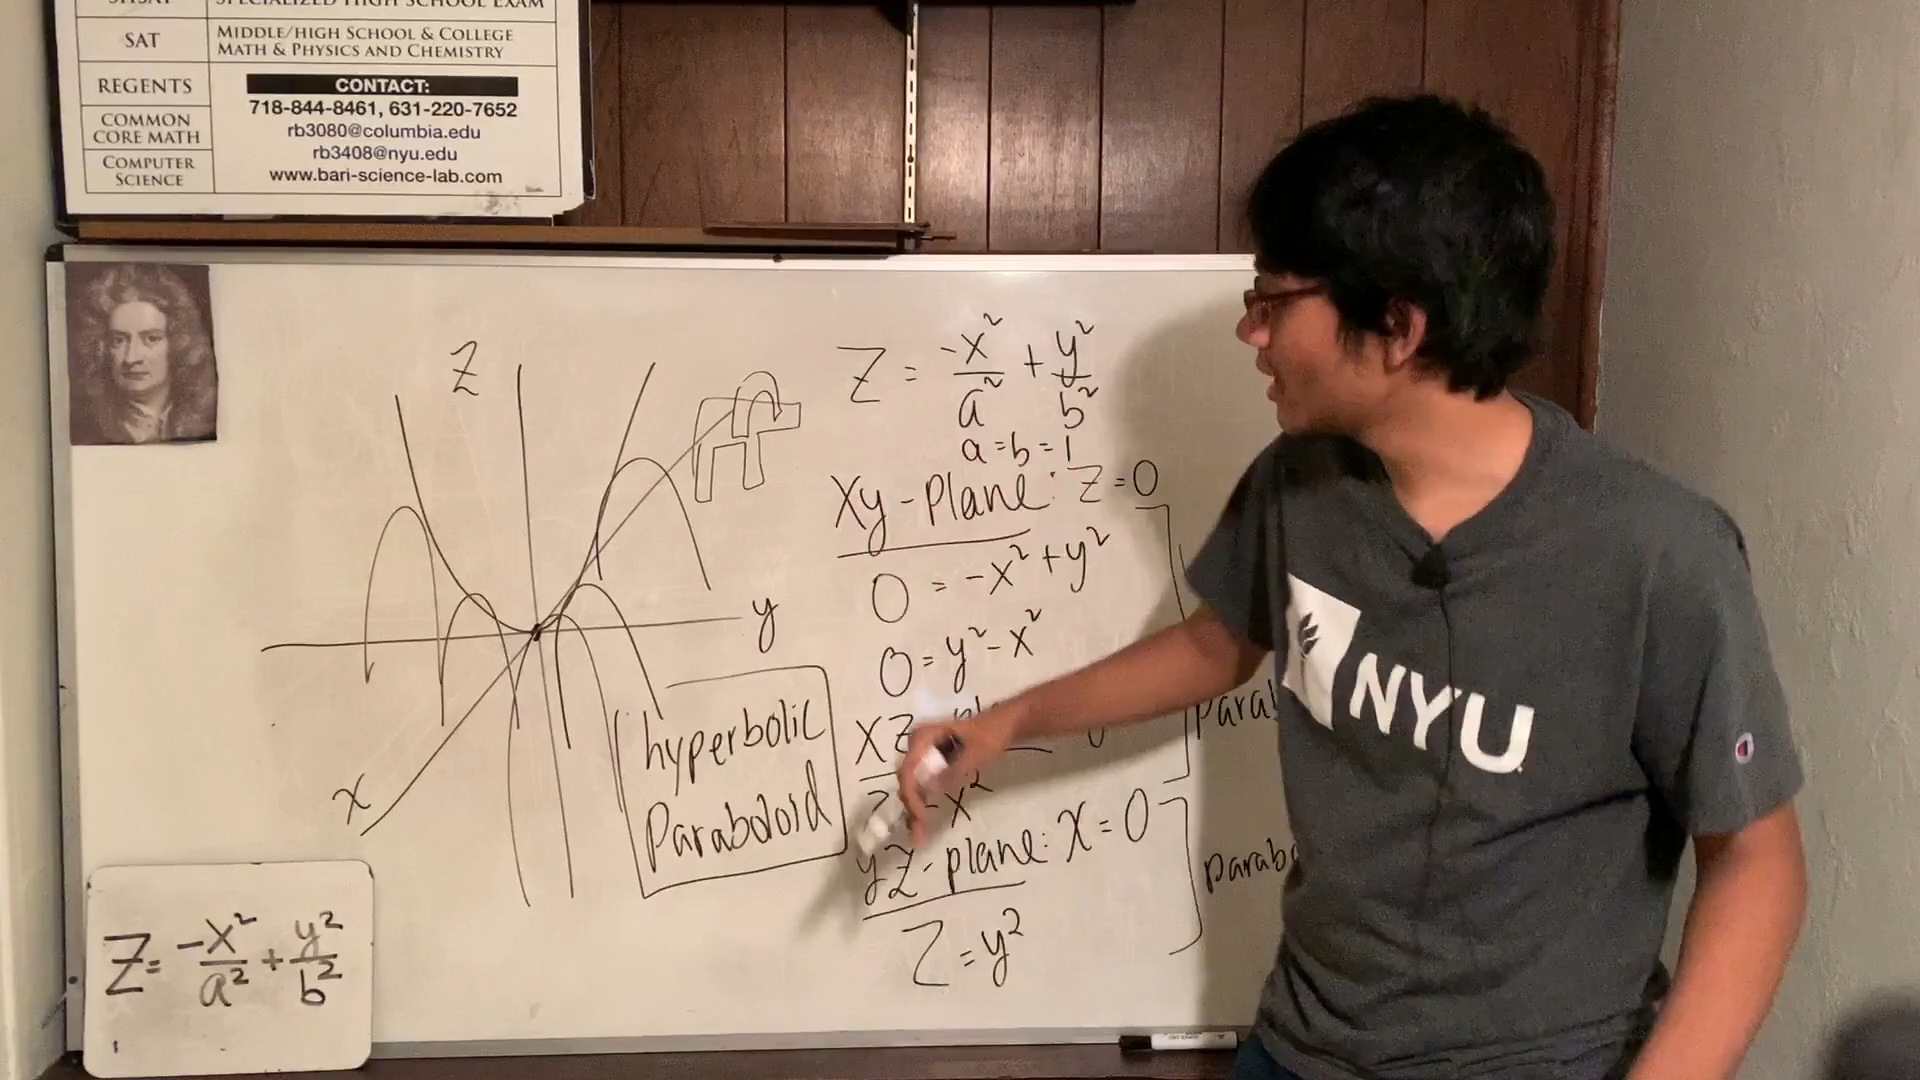 SHSAT SPECIALIZED HIGH SCHOOL EXAM
SAT
MIDDLE/HIGH SCHOOL & COLLEGE
MATH & PHYSICS AND CHEMISTRY
REGENTS
COMMON
CORE MATH
COMPUTER
SCIENCE
CONTACT:
718-844-8461, 631-220-7652
rb3080@columbia.edu
rb3408@nyu.edu
www.bari-science-lab.com
Z
y
x
hyperbolic
Paraboloid
Z = -x²/a² + y²/b²
a=b=1
Xy-Plane: Z=0
0 = -x²+y²
0=y²-x²
XZ
-x²
yz-plane: x=0
Z=y²
Z= -x²/a² + y²/b²
NYU